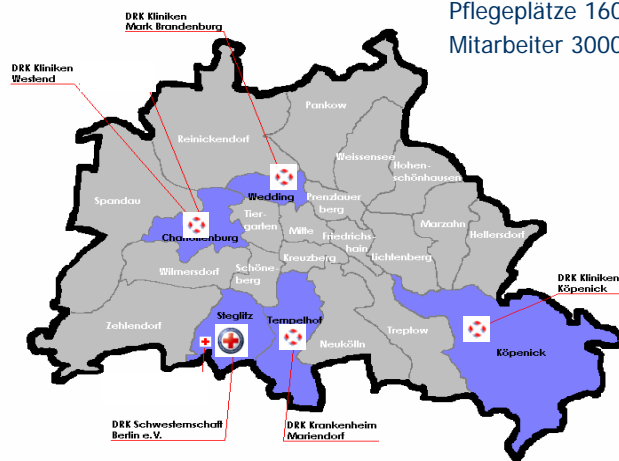 DRK Kliniken
Mark Brandenburg
Pflegeplätze 160
Mitarbeiter 3000
DRK Kliniken
Westend
Pankow
Reinickendorf
Weissensee
Hohen-
schönhausen
Spandau
Wedding
Prenzlauer
berg
Tier-
garten
Mitte
Friedrichs-
hain
Marzahn
Hellersdorf
Charlottenburg
Kreuzberg
Lichtenberg
Wilmersdorf
Schöne-
berg
DRK Kliniken
Köpenick
Zehlendorf
Steglitz
Tempelhof
Neukölln
Treptow
Köpenick
DRK Schwesternschaft
Berlin e.V.
DRK Krankenheim
Mariendorf